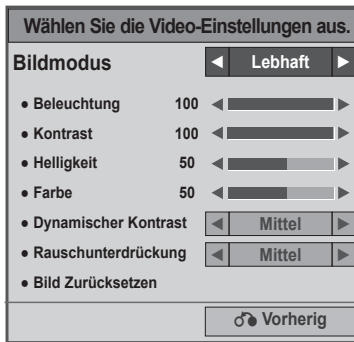 Wählen Sie die Video-Einstellungen aus.
Bildmodus ◀ Lebhaft ▶
● Beleuchtung 100 ◀ ▶
● Kontrast 100 ◀ ▶
● Helligkeit 50 ◀ ▶
● Farbe 50 ◀ ▶
● Dynamischer Kontrast ◀ Mittel ▶
● Rauschunterdrückung ◀ Mittel ▶
● Bild Zurücksetzen
Vorherig